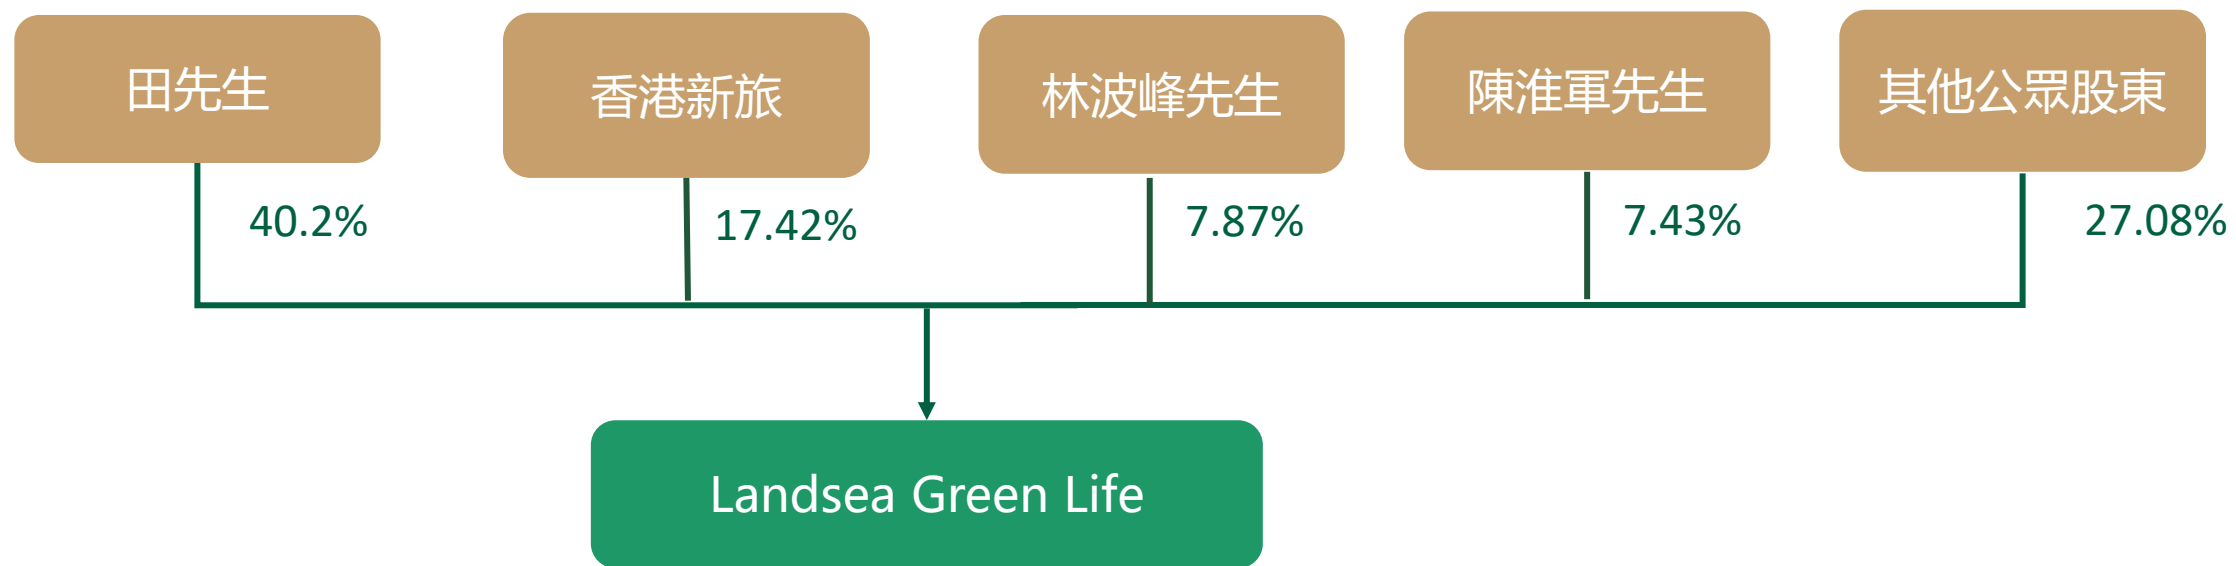 田先生
香港新旅
林波峰先生
陳淮軍先生
其他公眾股東
40.2%
17.42%
7.87%
7.43%
27.08%
Landsea Green Life